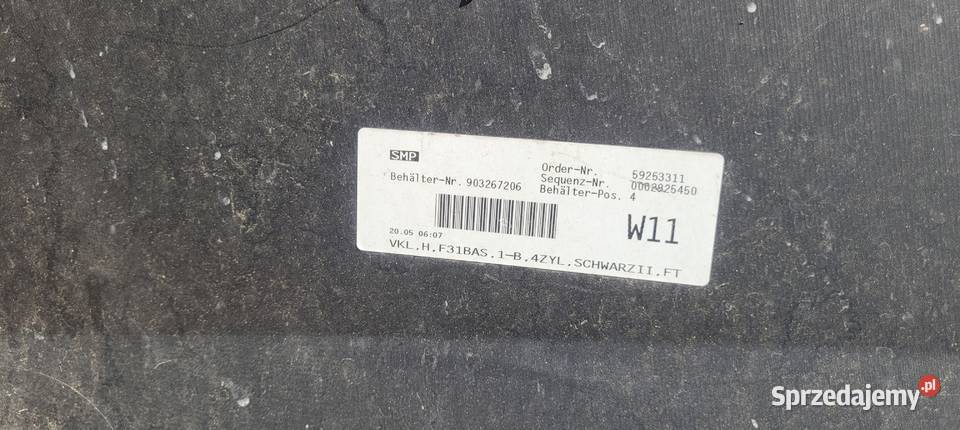 SMP
Order-Nr. 59253311
Behälter-Nr. 903267206 Sequenz-Nr. 0002825450
Behälter-Pos. 4
W11
20.05 06:07
VKL.H.F31BAS.1-B.4ZYL.SCHWARZII.FT
Sprzedajemy.pl